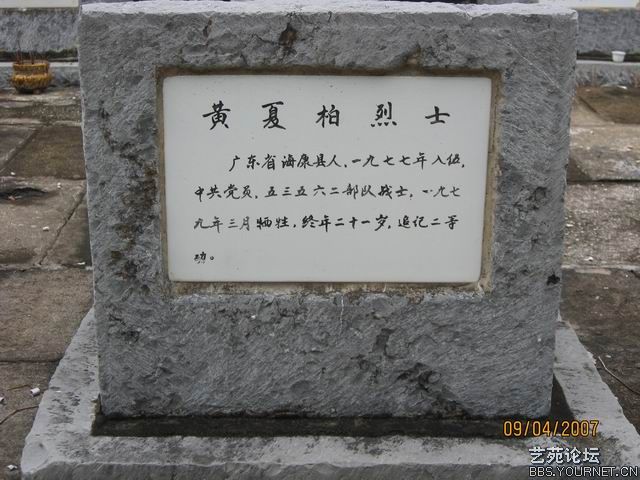 黄夏柏烈士
广东省海康县人，一九七七年入伍，
中共党员，五三五六二部队战士，一九七
九年三月牺牲，终年二十一岁，追记二等
功。
09/04/2007
艺苑论坛
BBS.YOURNET.CN